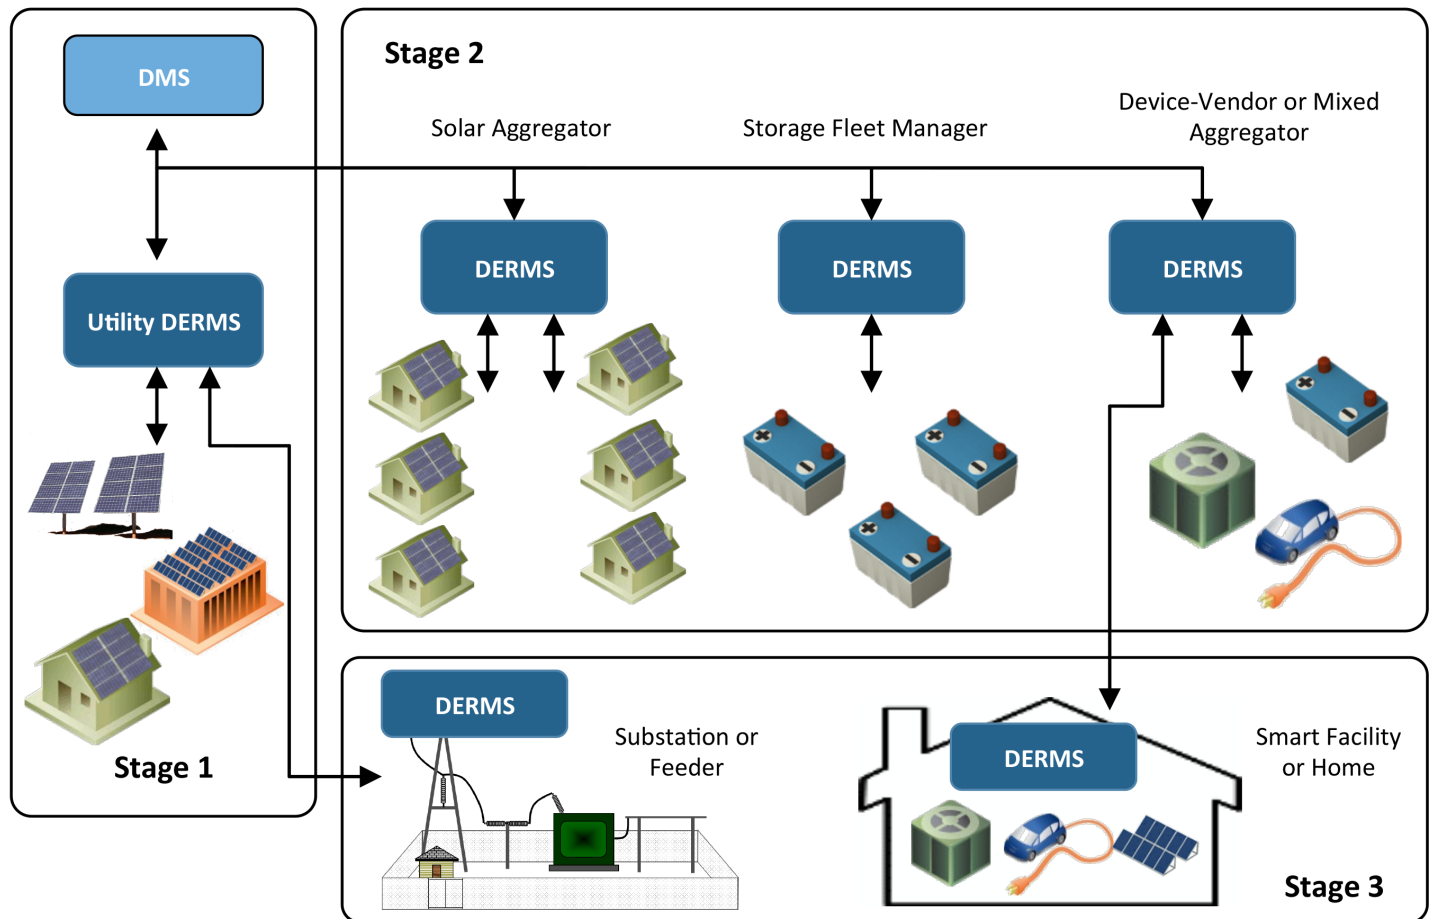 DMS
Utility DERMS
Stage 1
Stage 2
Solar Aggregator
Storage Fleet Manager
Device-Vendor or Mixed
Aggregator
DERMS
DERMS
DERMS
DERMS
Substation or
Feeder
DERMS
Smart Facility
or Home
Stage 3